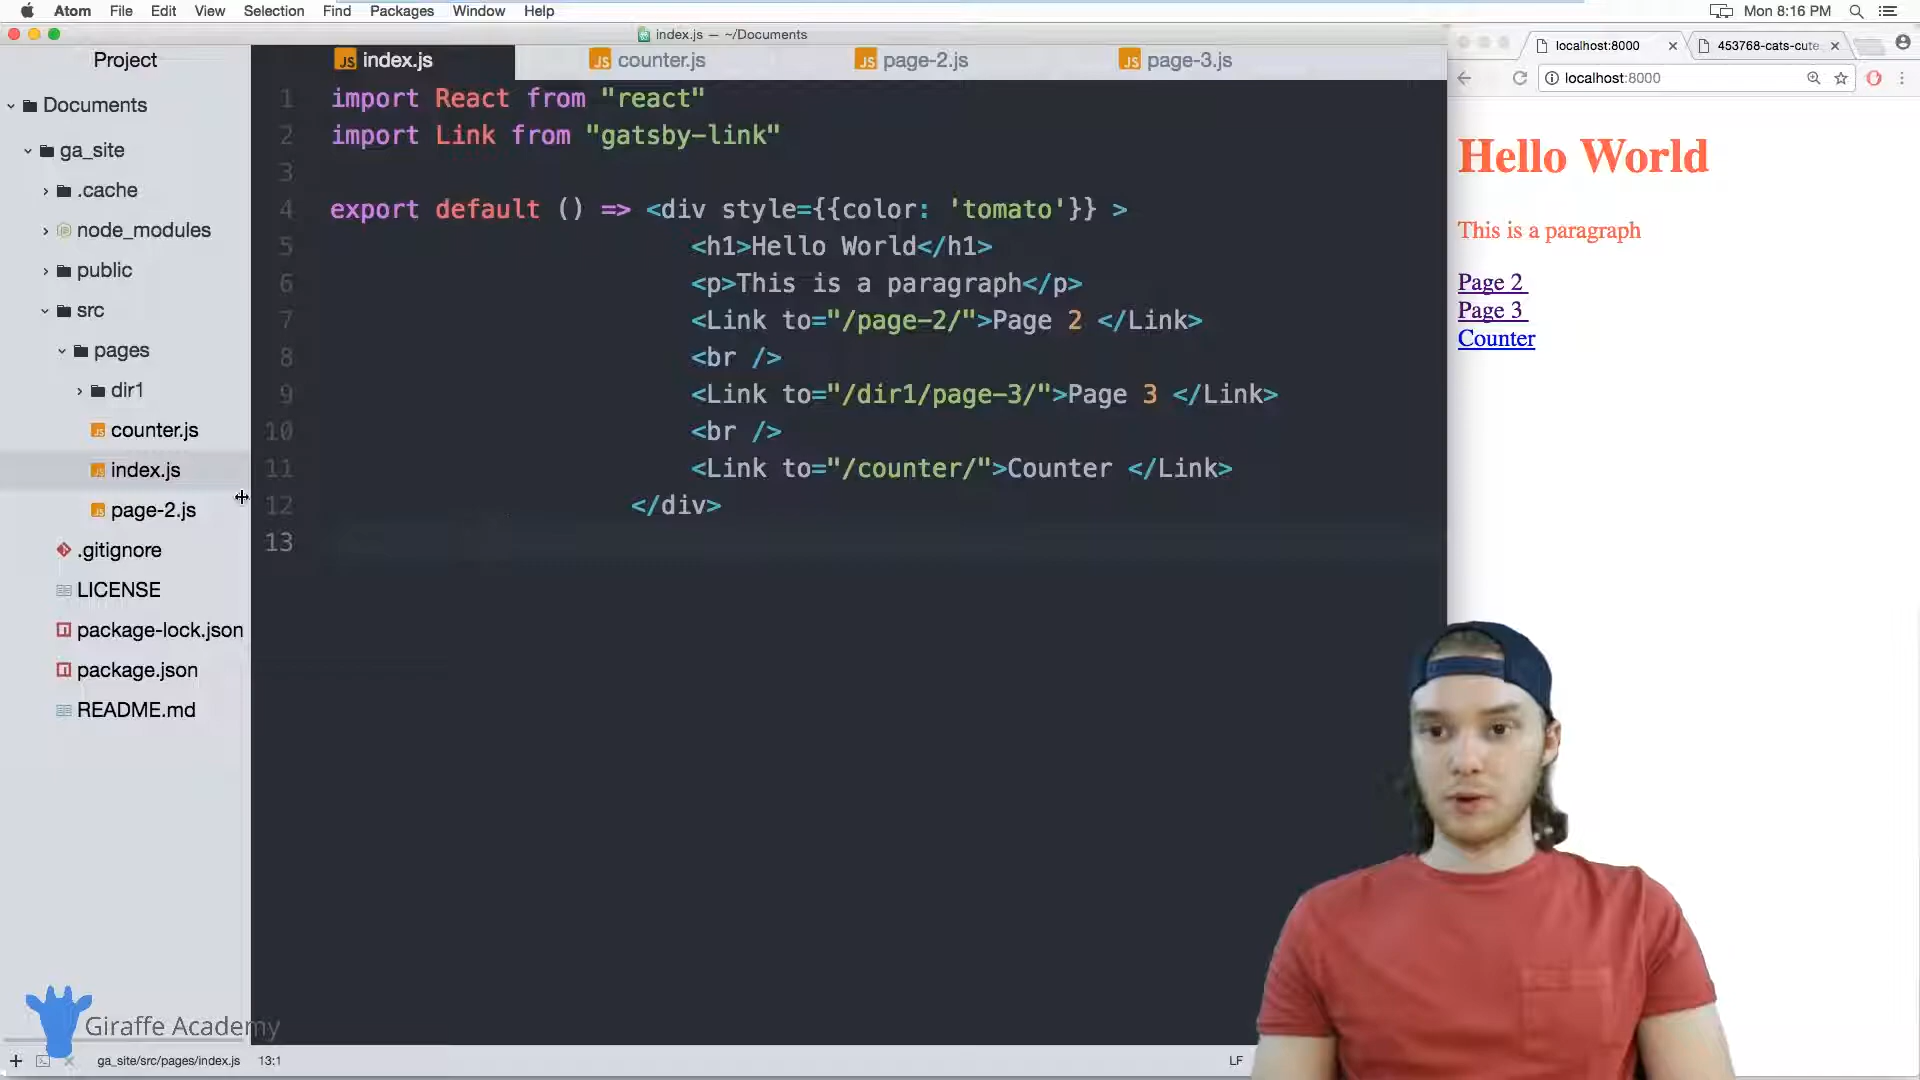 Atom File Edit View Selection Find Packages Window Help Mon 8:16 PM
index.js — ~/Documents
Project
Documents
ga_site
.cache
node_modules
public
src
pages
dir1
counter.js
index.js
page-2.js
.gitignore
LICENSE
package-lock.json
package.json
README.md
index.js counter.js page-2.js page-3.js
1 import React from "react"
2 import Link from "gatsby-link"
3
4 export default () => <div style={{color: 'tomato'}} >
5 <h1>Hello World</h1>
6 <p>This is a paragraph</p>
7 <Link to="/page-2/">Page 2 </Link>
8 <br />
9 <Link to="/dir1/page-3/">Page 3 </Link>
10 <br />
11 <Link to="/counter/">Counter </Link>
12 </div>
13
localhost:8000 453768-cats-cute
localhost:8000
Hello World
This is a paragraph
Page 2
Page 3
Counter
Giraffe Academy
ga_site/src/pages/index.js 13:1 LF